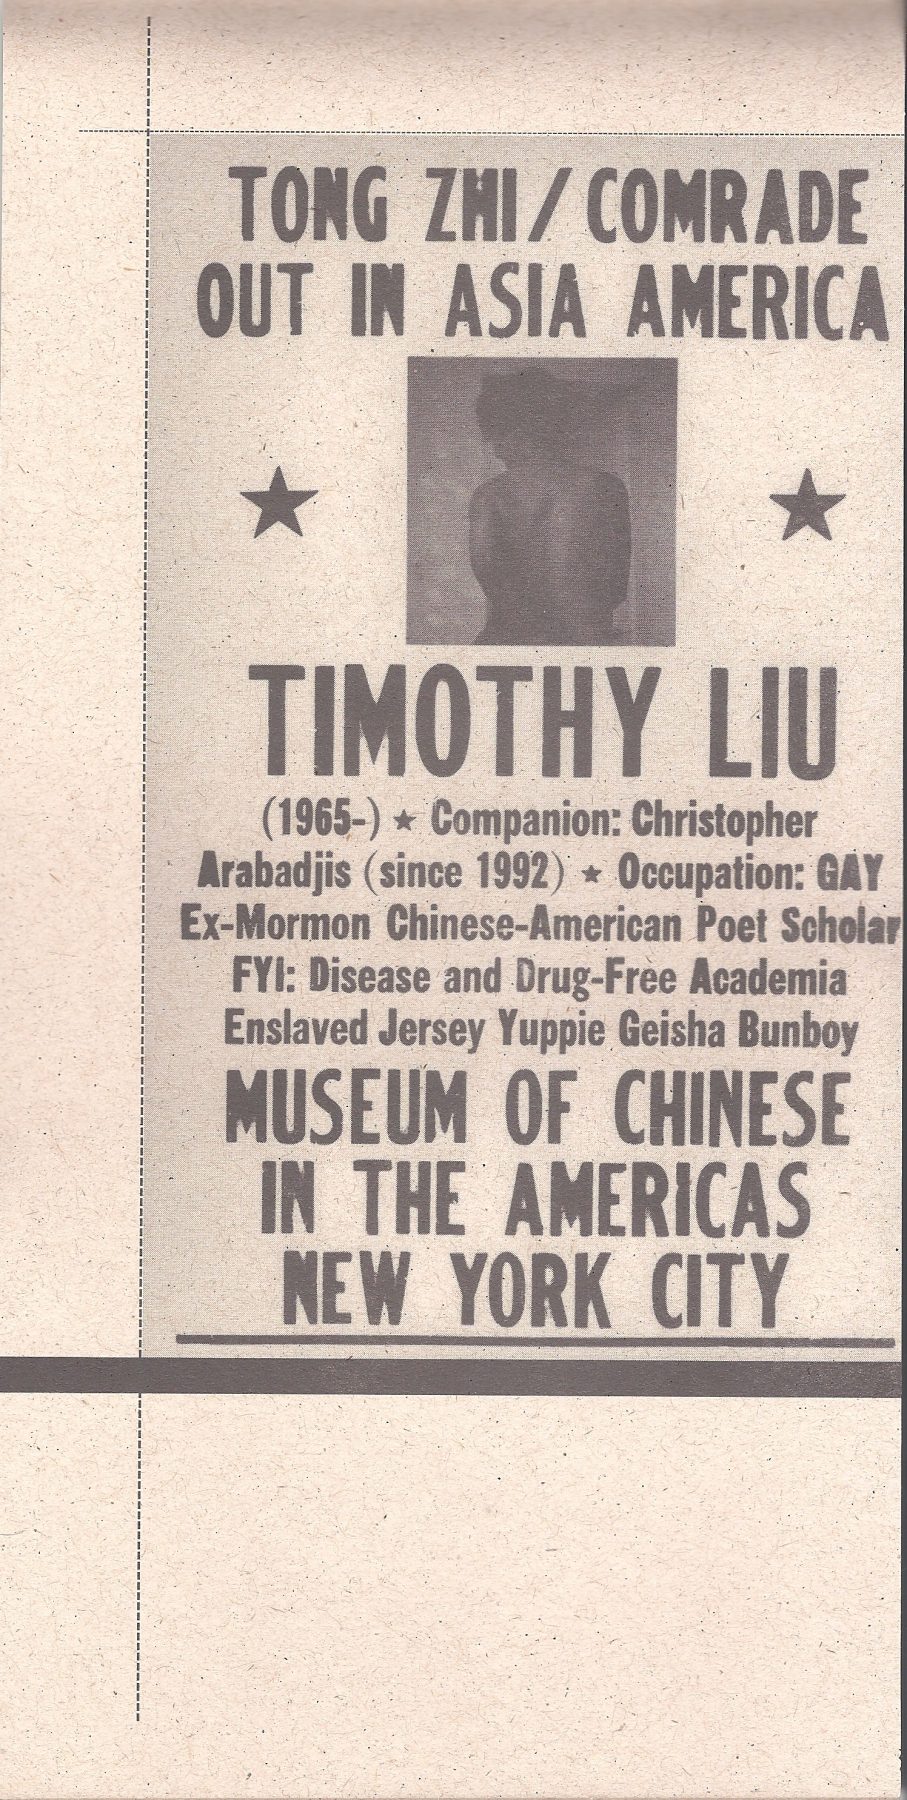 TONG ZHI/COMRADE
OUT IN ASIA AMERICA
TIMOTHY LIU
(1965-) ★ Companion: Christopher
Arabadjis (since 1992) ★ Occupation: GAY
Ex-Mormon Chinese-American Poet Scholar
FYI: Disease and Drug-Free Academia
Enslaved Jersey Yuppie Geisha Bunboy
MUSEUM OF CHINESE
IN THE AMERICAS
NEW YORK CITY